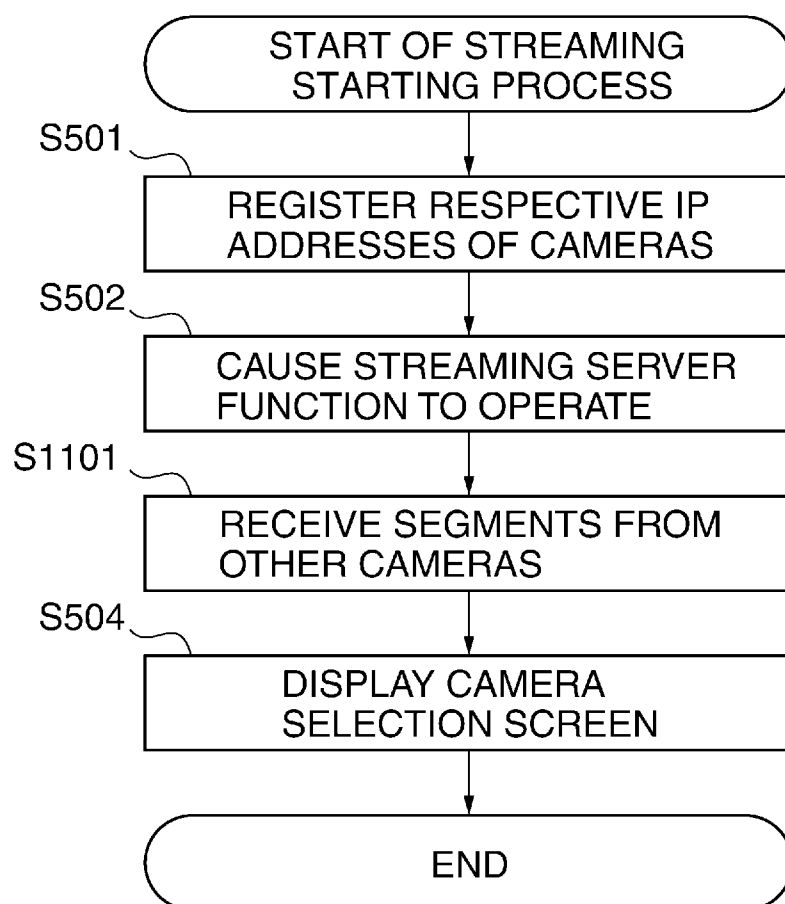 START OF STREAMING
STARTING PROCESS
S501
REGISTER RESPECTIVE IP
ADDRESSES OF CAMERAS
S502
CAUSE STREAMING SERVER
FUNCTION TO OPERATE
S1101
RECEIVE SEGMENTS FROM
OTHER CAMERAS
S504
DISPLAY CAMERA
SELECTION SCREEN
END